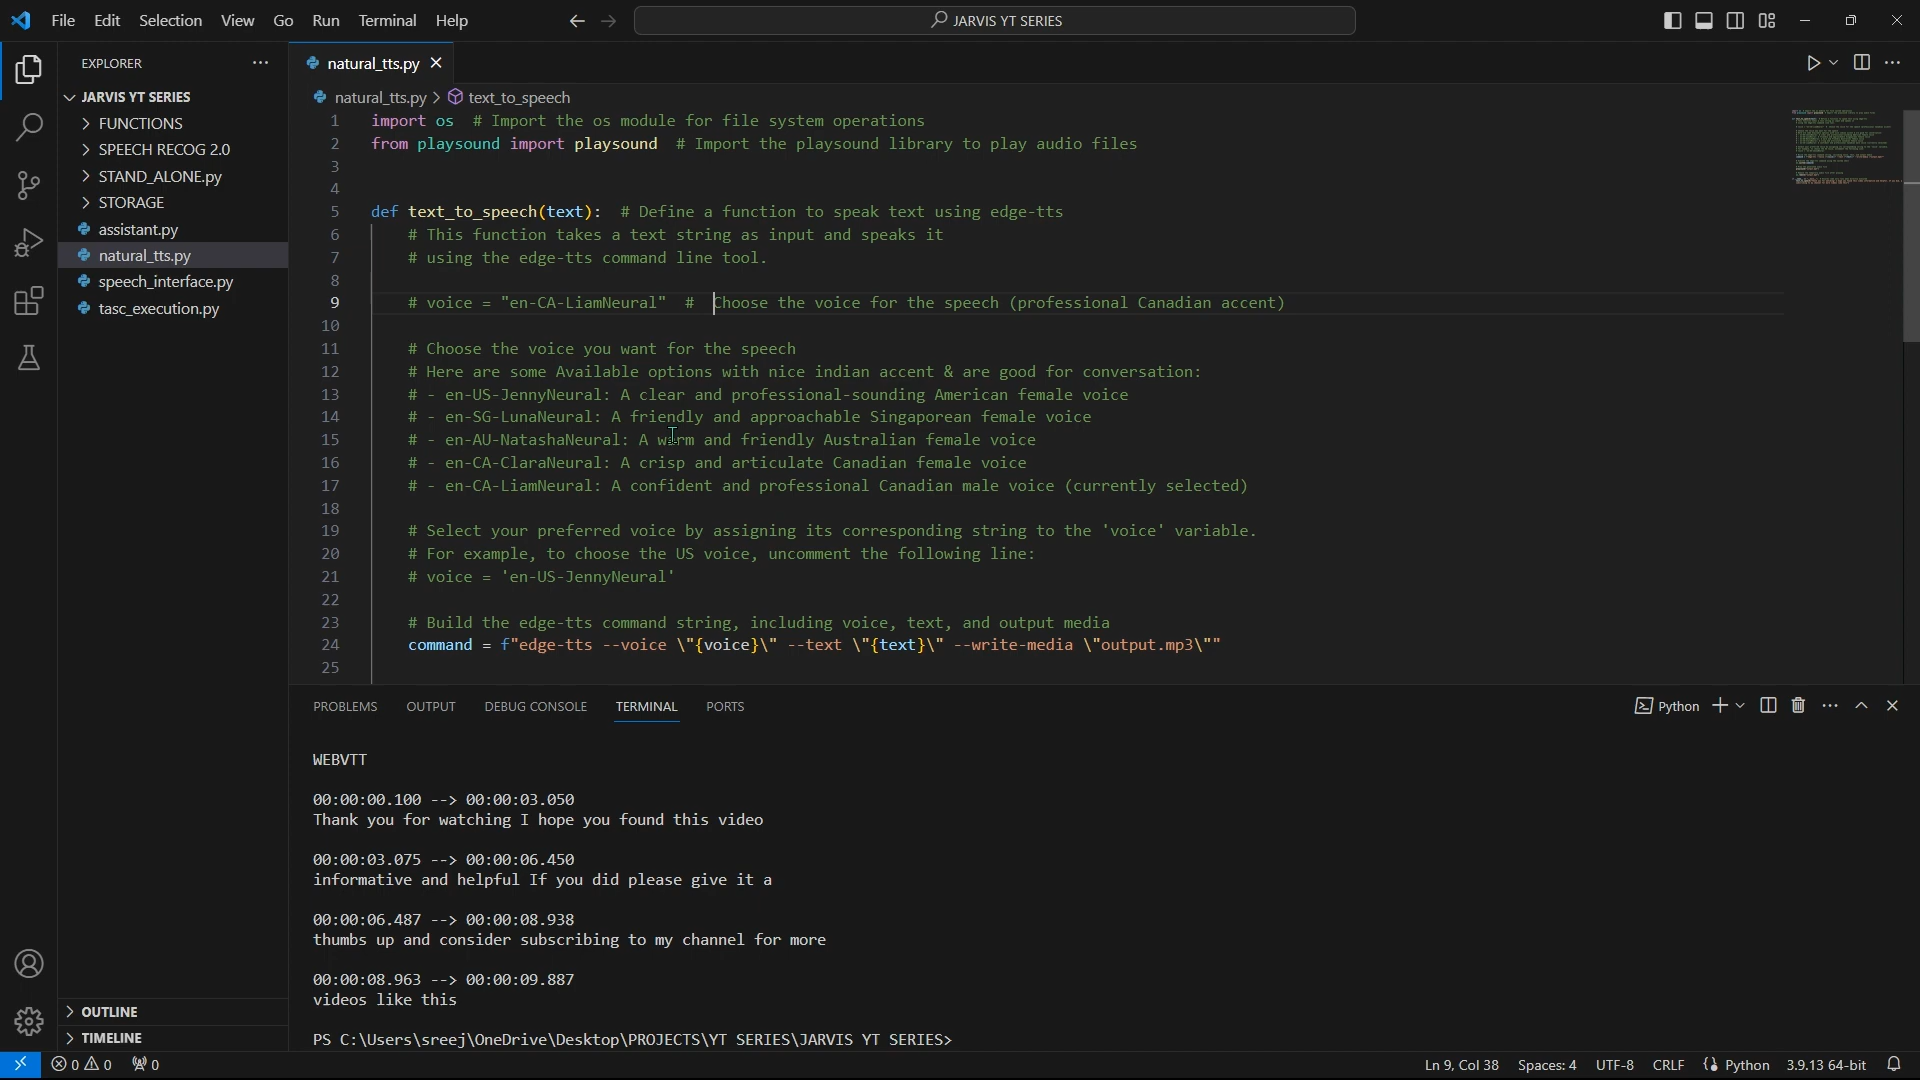 File Edit Selection View Go Run Terminal Help
JARVIS YT SERIES
EXPLORER
JARVIS YT SERIES
FUNCTIONS
SPEECH RECOG 2.0
STAND_ALONE.py
STORAGE
assistant.py
natural_tts.py
speech_interface.py
tasc_execution.py
OUTLINE
TIMELINE
natural_tts.py
natural_tts.py > text_to_speech
1 import os # Import the os module for file system operations
2 from playsound import playsound # Import the playsound library to play audio files
3
4
5 def text_to_speech(text): # Define a function to speak text using edge-tts
6 # This function takes a text string as input and speaks it
7 # using the edge-tts command line tool.
8
9 # voice = "en-CA-LiamNeural" # Choose the voice for the speech (professional Canadian accent)
10
11 # Choose the voice you want for the speech
12 # Here are some Available options with nice indian accent & are good for conversation:
13 # - en-US-JennyNeural: A clear and professional-sounding American female voice
14 # - en-SG-LunaNeural: A friendly and approachable Singaporean female voice
15 # - en-AU-NatashaNeural: A warm and friendly Australian female voice
16 # - en-CA-ClaraNeural: A crisp and articulate Canadian female voice
17 # - en-CA-LiamNeural: A confident and professional Canadian male voice (currently selected)
18
19 # Select your preferred voice by assigning its corresponding string to the 'voice' variable.
20 # For example, to choose the US voice, uncomment the following line:
21 # voice = 'en-US-JennyNeural'
22
23 # Build the edge-tts command string, including voice, text, and output media
24 command = f"edge-tts --voice \"{voice}\" --text \"{text}\" --write-media \"output.mp3\""
25
PROBLEMS OUTPUT DEBUG CONSOLE TERMINAL PORTS
Python
WEBVTT
00:00:00.100 --> 00:00:03.050
Thank you for watching I hope you found this video
00:00:03.075 --> 00:00:06.450
informative and helpful If you did please give it a
00:00:06.487 --> 00:00:08.938
thumbs up and consider subscribing to my channel for more
00:00:08.963 --> 00:00:09.887
videos like this
PS C:\Users\sreej\OneDrive\Desktop\PROJECTS\YT SERIES\JARVIS YT SERIES>
0 0 0 Ln 9, Col 38 Spaces: 4 UTF-8 CRLF Python 3.9.13 64-bit